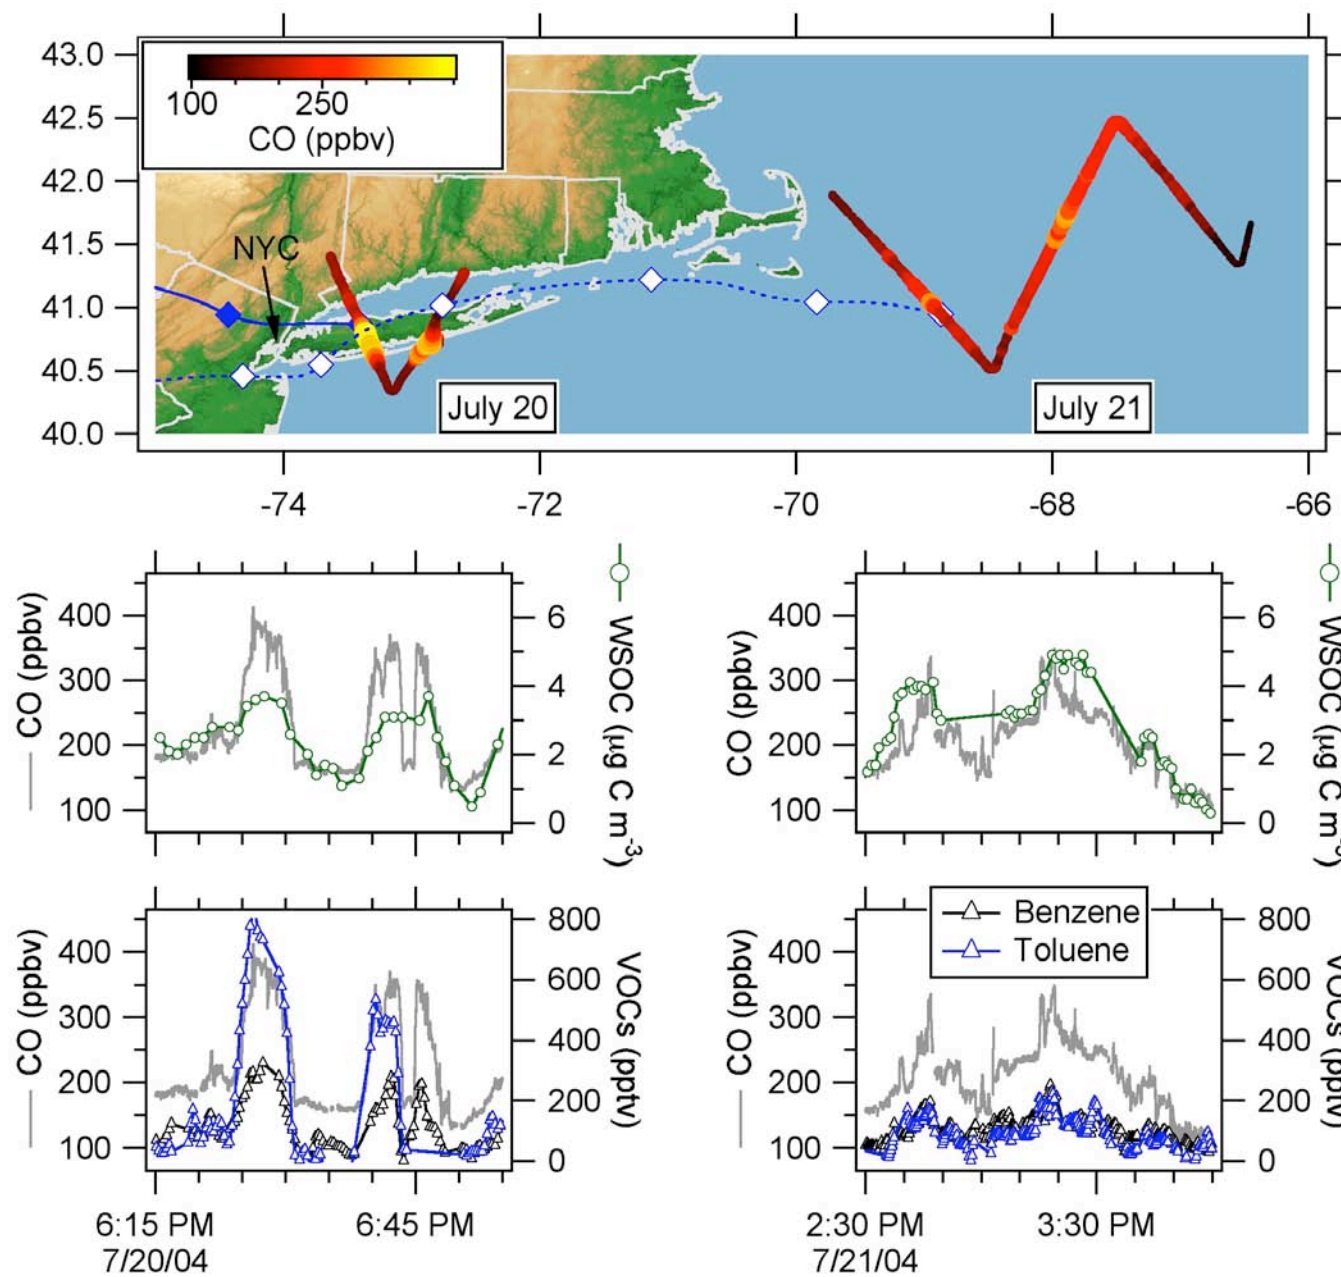 43.0
42.5
42.0
41.5
41.0
40.5
40.0
100 250
CO (ppbv)
NYC
July 20
July 21
-74 -72 -70 -68 -66
CO (ppbv)
400
300
200
100
6
4
2
0
WSOC (µg C m-3)
CO (ppbv)
400
300
200
100
6
4
2
0
WSOC (µg C m-3)
CO (ppbv)
400
300
200
100
800
600
400
200
0
VOCs (pptv)
CO (ppbv)
400
300
200
100
Benzene
Toluene
800
600
400
200
0
VOCs (pptv)
6:15 PM 6:45 PM
7/20/04
2:30 PM 3:30 PM
7/21/04